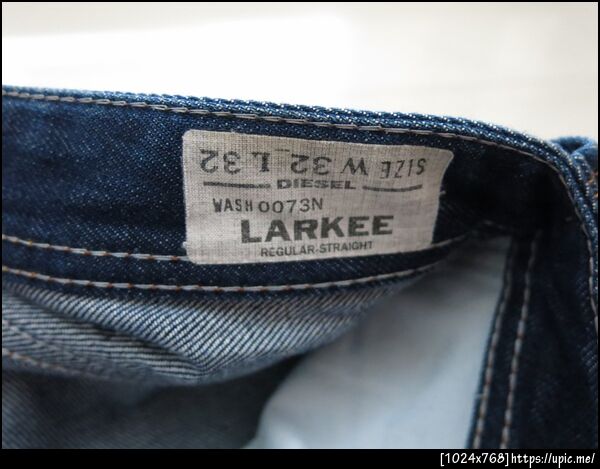 SIZE W 32 L 32
DIESEL
WASH 0073N
LARKEE
REGULAR-STRAIGHT
[1024x768]https://upic.me/